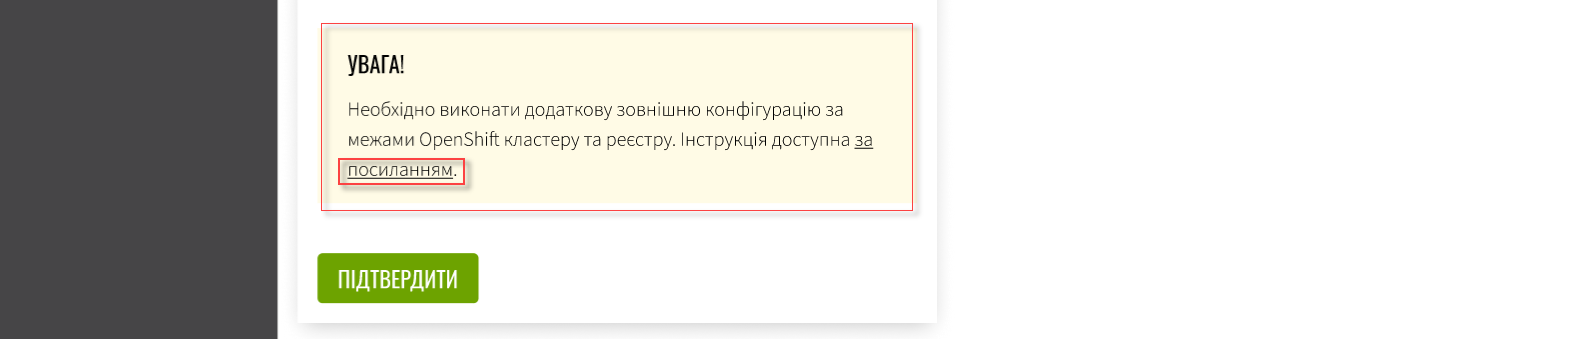 УВАГА!
Необхідно виконати додаткову зовнішню конфігурацію за
межами OpenShift кластеру та реєстру. Інструкція доступна за
посиланням.
ПІДТВЕРДИТИ